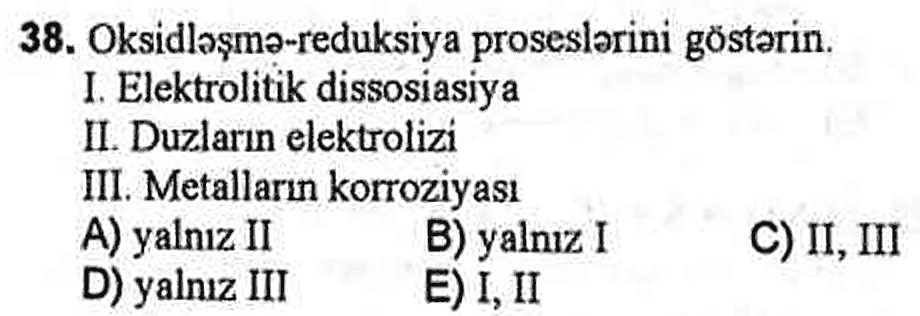 38. Oksidləşmə-reduksiya proseslərini göstərin.
I. Elektrolitik dissosiasiya
II. Duzların elektrolizi
III. Metalların korroziyası
A) yalnız II B) yalnız I C) II, III
D) yalnız III E) I, II